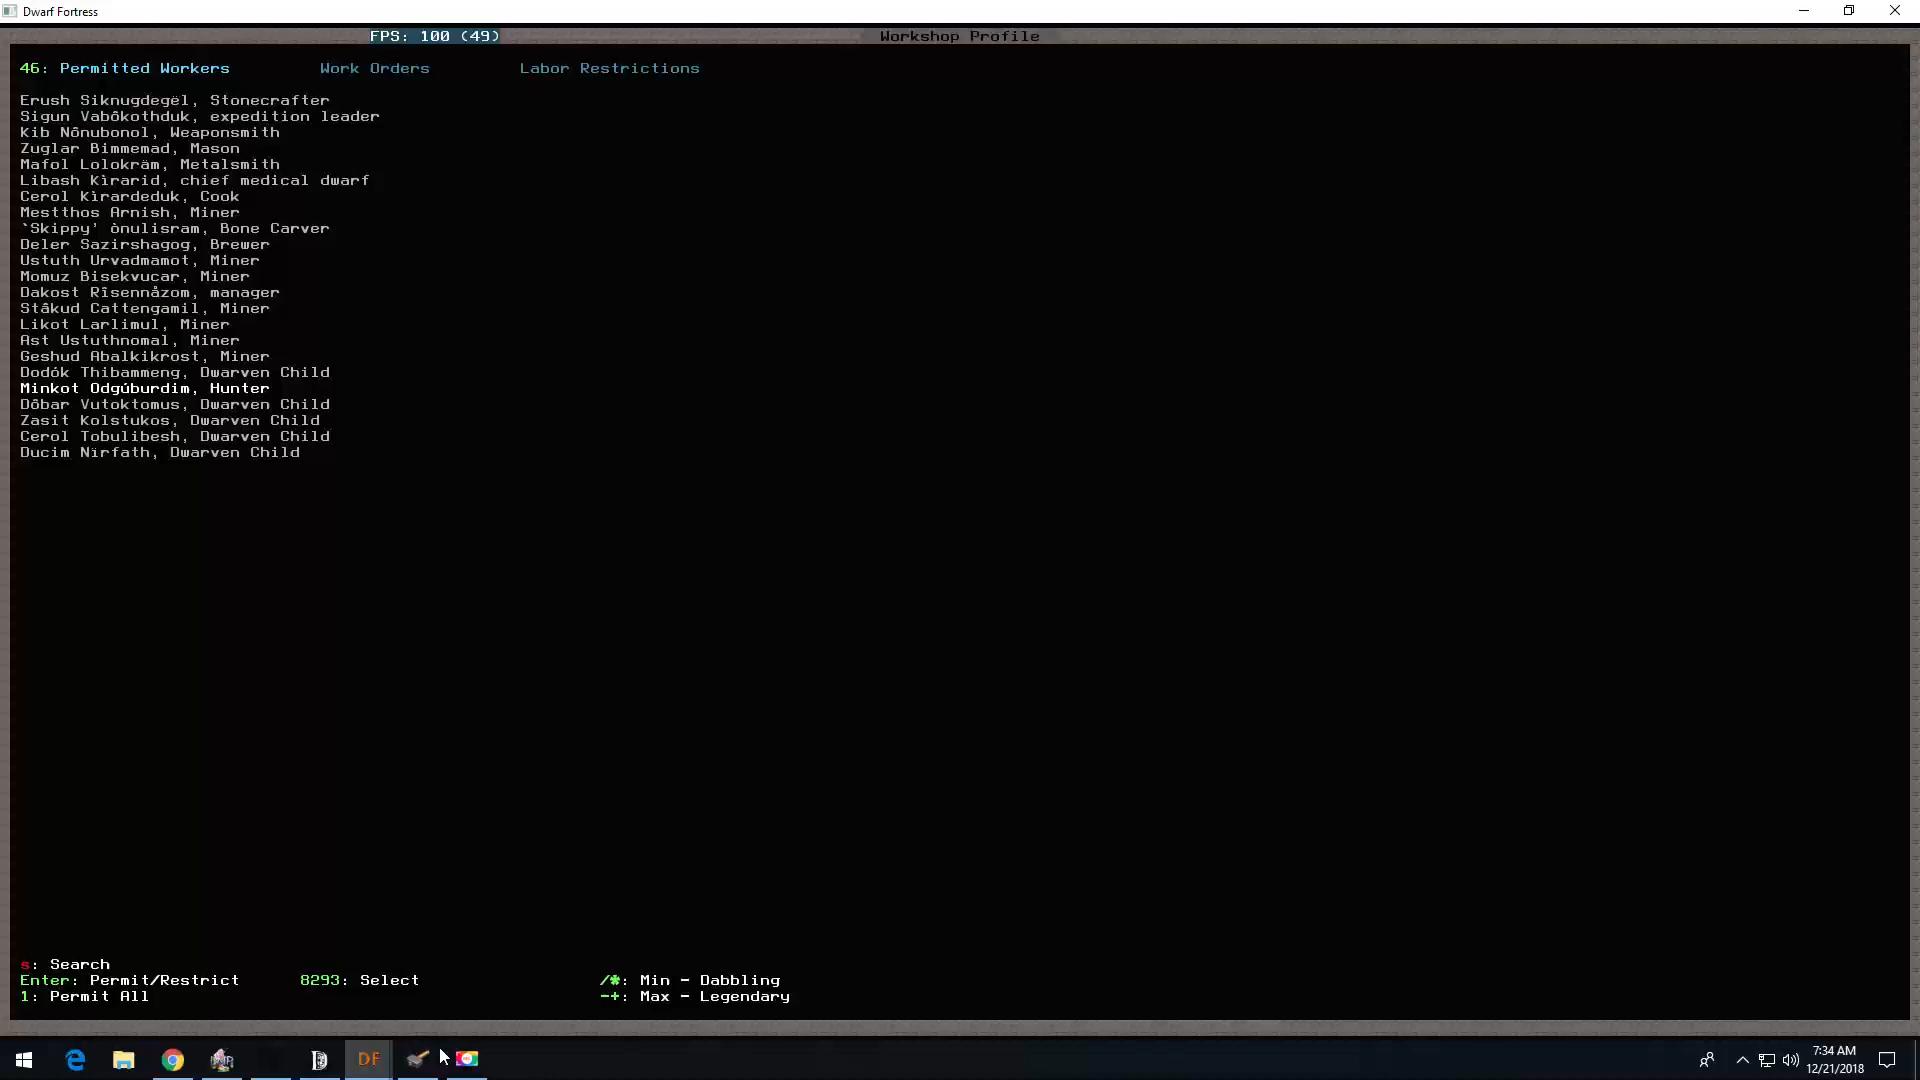 Dwarf Fortress
FPS: 100 (49)
Workshop Profile
46: Permitted Workers Work Orders Labor Restrictions
Erush Siknugdegël, Stonecrafter
Sigun Vabôkothduk, expedition leader
Kib Nônubonol, Weaponsmith
Zuglar Bimmemad, Mason
Mafol Lolokräm, Metalsmith
Libash Kìrarid, chief medical dwarf
Cerol Kìrardeduk, Cook
Mestthos Arnish, Miner
`Skippy' ònulisram, Bone Carver
Deler Sazirshagog, Brewer
Ustuth Urvadmamot, Miner
Momuz Bisekvucar, Miner
Dakost Rîsennåzom, manager
Stâkud Cattengamil, Miner
Likot Larlimul, Miner
Ast Ustuthnomal, Miner
Geshud Abalkikrost, Miner
Dodók Thibammeng, Dwarven Child
Minkot Odgúburdim, Hunter
Dôbar Vutoktomus, Dwarven Child
Zasit Kolstukos, Dwarven Child
Cerol Tobulibesh, Dwarven Child
Ducim Nïrfath, Dwarven Child
s: Search
Enter: Permit/Restrict 8293: Select /*: Min - Dabbling
1: Permit All -+: Max - Legendary
DF
7:34 AM
12/21/2018